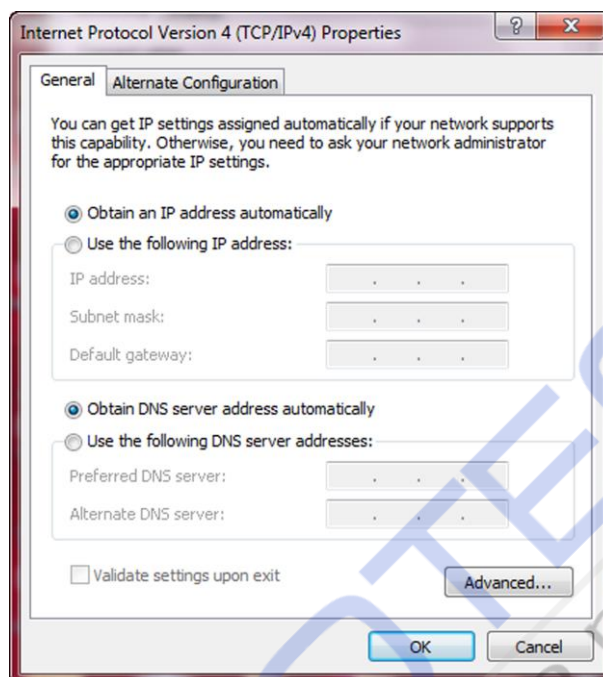 Internet Protocol Version 4 (TCP/IPv4) Properties
General
Alternate Configuration
You can get IP settings assigned automatically if your network supports
this capability. Otherwise, you need to ask your network administrator
for the appropriate IP settings.
Obtain an IP address automatically
Use the following IP address:
IP address:
Subnet mask:
Default gateway:
Obtain DNS server address automatically
Use the following DNS server addresses:
Preferred DNS server:
Alternate DNS server:
Validate settings upon exit
Advanced...
OK
Cancel